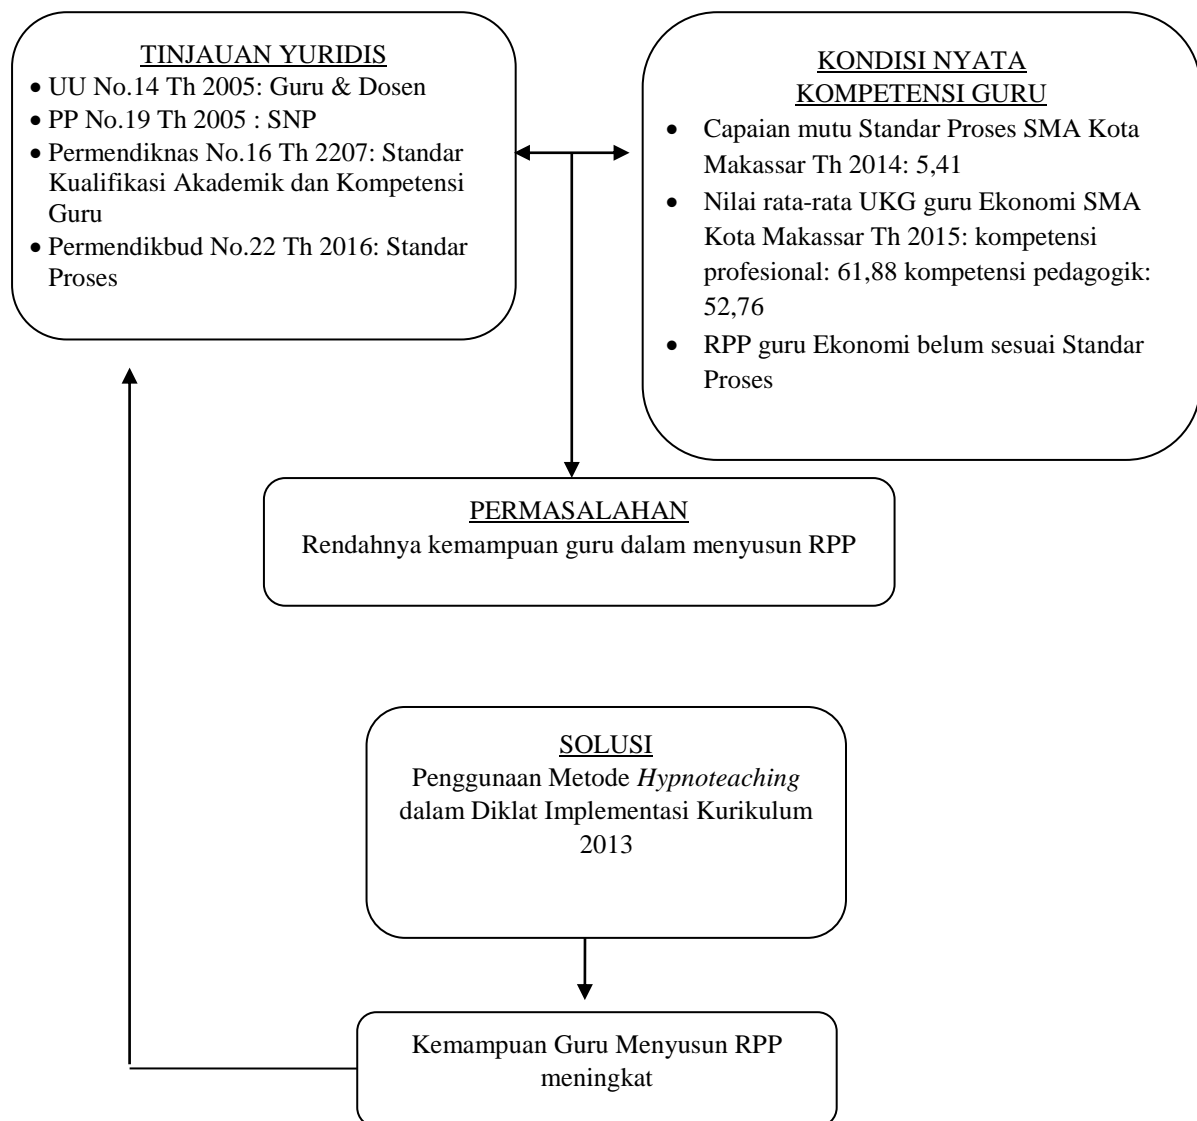 TINJAUAN YURIDIS
• UU No.14 Th 2005: Guru & Dosen
• PP No.19 Th 2005 : SNP
• Permendiknas No.16 Th 2207: Standar
Kualifikasi Akademik dan Kompetensi
Guru
• Permendikbud No.22 Th 2016: Standar
Proses
KONDISI NYATA
KOMPETENSI GURU
• Capaian mutu Standar Proses SMA Kota
Makassar Th 2014: 5,41
• Nilai rata-rata UKG guru Ekonomi SMA
Kota Makassar Th 2015: kompetensi
profesional: 61,88 kompetensi pedagogik:
52,76
• RPP guru Ekonomi belum sesuai Standar
Proses
PERMASALAHAN
Rendahnya kemampuan guru dalam menyusun RPP
SOLUSI
Penggunaan Metode Hypnoteaching
dalam Diklat Implementasi Kurikulum
2013
Kemampuan Guru Menyusun RPP
meningkat